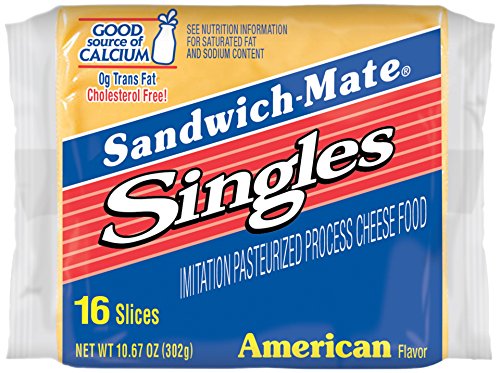 GOOD
source of
CALCIUM
SEE NUTRITION INFORMATION
FOR SATURATED FAT
AND SODIUM CONTENT
0g Trans Fat
Cholesterol Free!
Sandwich-Mate®
Singles
IMITATION PASTEURIZED PROCESS CHEESE FOOD
16 Slices
NET WT 10.67 OZ (302g)
American Flavor